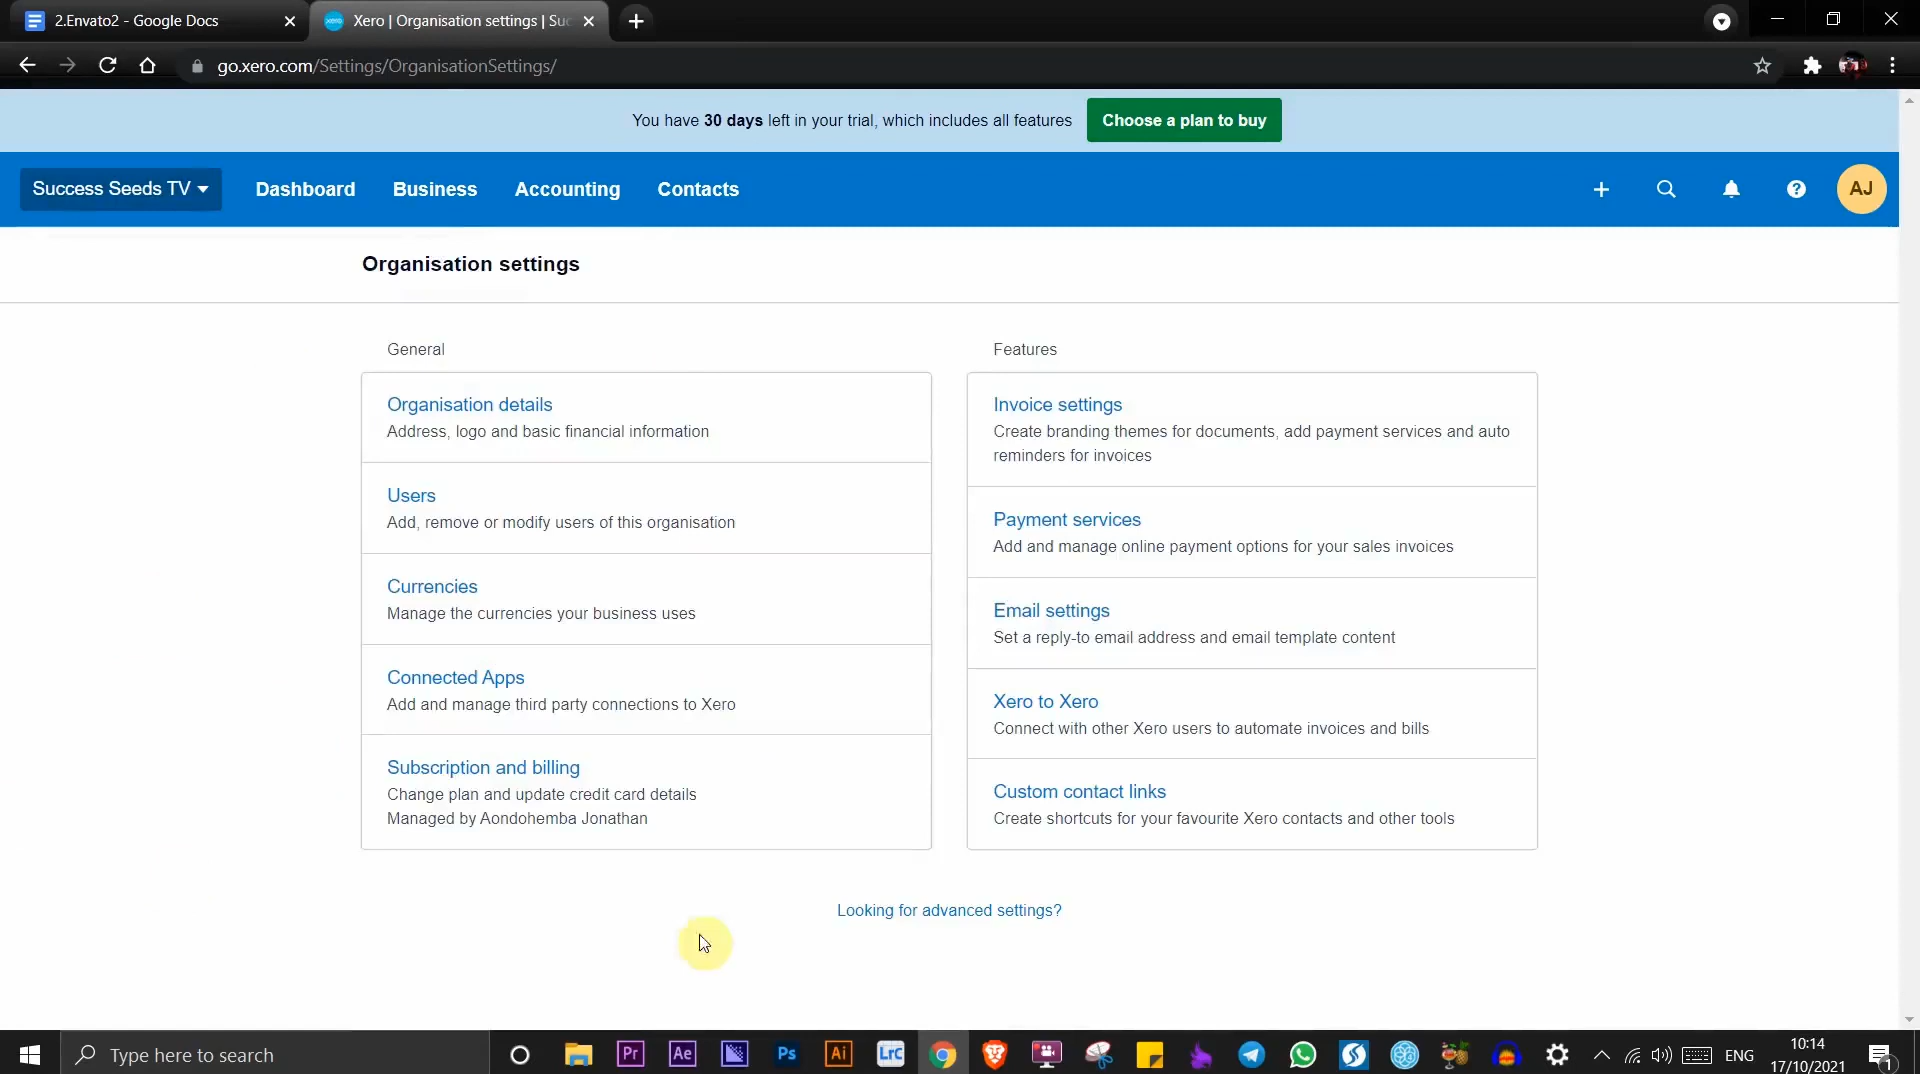 2.Envato2 - Google Docs
Xero | Organisation settings | Suc
go.xero.com/Settings/OrganisationSettings/
You have 30 days left in your trial, which includes all features
Choose a plan to buy
Success Seeds TV
Dashboard
Business
Accounting
Contacts
AJ
Organisation settings
General
Organisation details
Address, logo and basic financial information
Users
Add, remove or modify users of this organisation
Currencies
Manage the currencies your business uses
Connected Apps
Add and manage third party connections to Xero
Subscription and billing
Change plan and update credit card details
Managed by Aondohemba Jonathan
Features
Invoice settings
Create branding themes for documents, add payment services and auto
reminders for invoices
Payment services
Add and manage online payment options for your sales invoices
Email settings
Set a reply-to email address and email template content
Xero to Xero
Connect with other Xero users to automate invoices and bills
Custom contact links
Create shortcuts for your favourite Xero contacts and other tools
Looking for advanced settings?
Type here to search
Pr
Ae
Ps
Ai
Lrc
ENG
10:14
17/10/2021
1